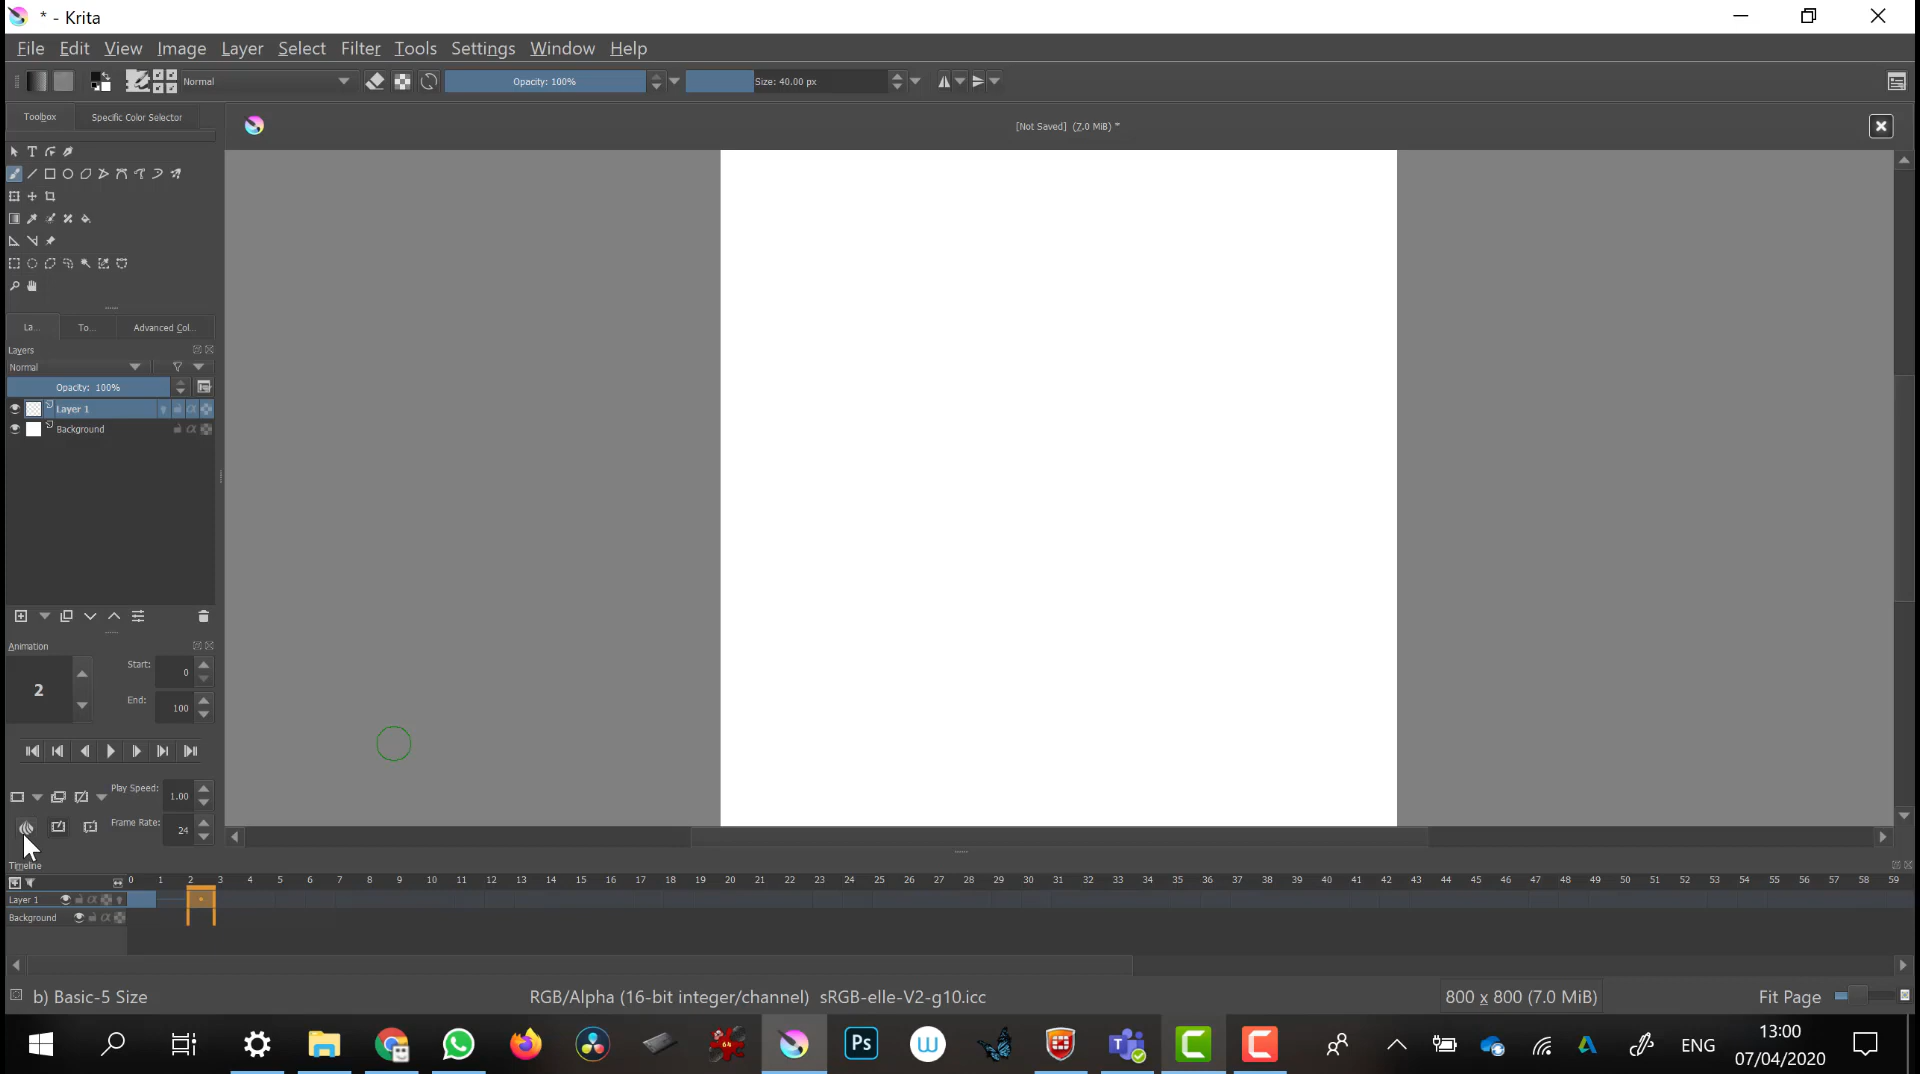 * - Krita
File Edit View Image Layer Select Filter Tools Settings Window Help
Normal Opacity: 100% Size: 40.00 px
Toolbox Specific Color Selector
[Not Saved] (7.0 MiB) *
La... To... Advanced Col...
Layers
Normal
Opacity: 100%
Layer 1
Background
Animation
Start: 0
2
End: 100
Play Speed: 1.00
Frame Rate: 24
Timeline
0 1 2 3 4 5 6 7 8 9 10 11 12 13 14 15 16 17 18 19 20 21 22 23 24 25 26 27 28 29 30 31 32 33 34 35 36 37 38 39 40 41 42 43 44 45 46 47 48 49 50 51 52 53 54 55 56 57 58 59
Layer 1
Background
b) Basic-5 Size RGB/Alpha (16-bit integer/channel) sRGB-elle-V2-g10.icc 800 x 800 (7.0 MiB) Fit Page
Ps
ENG
13:00
07/04/2020